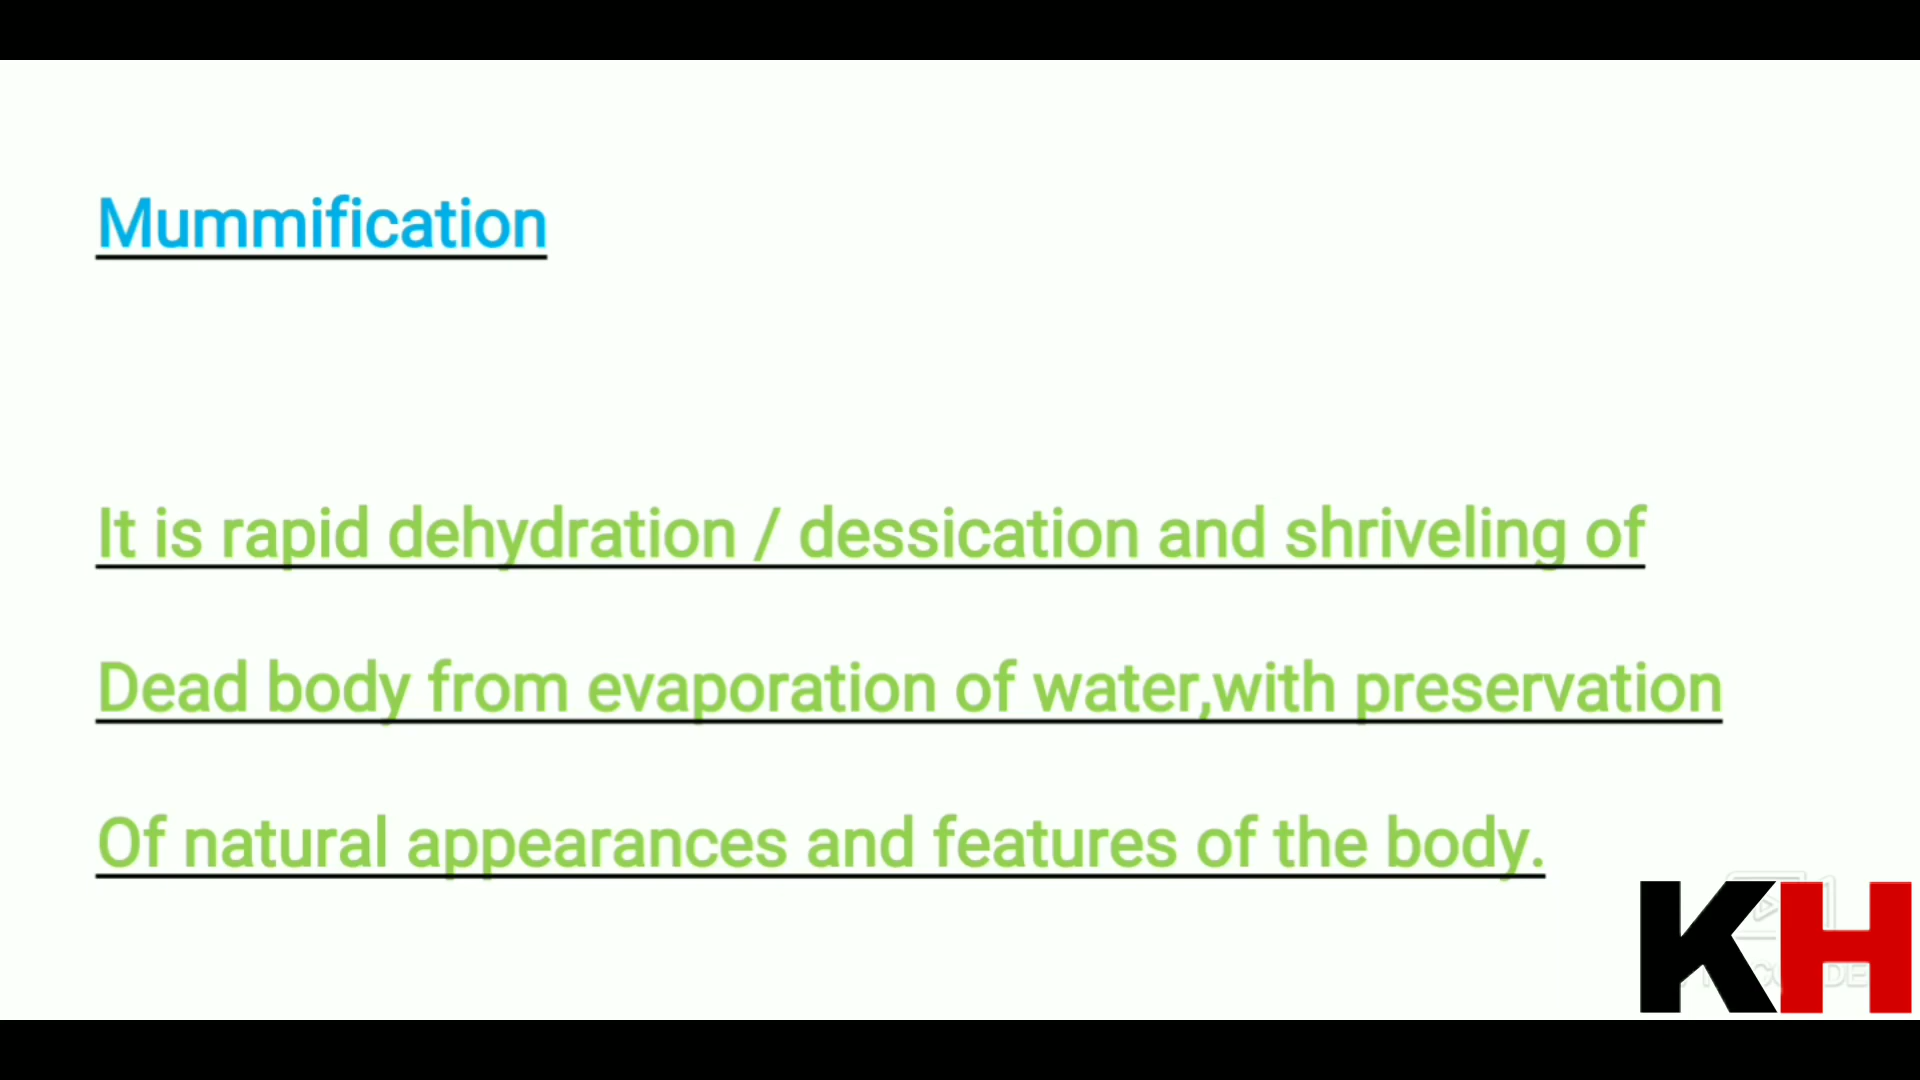 Mummification
It is rapid dehydration / dessication and shriveling of
Dead body from evaporation of water,with preservation
Of natural appearances and features of the body.
KH